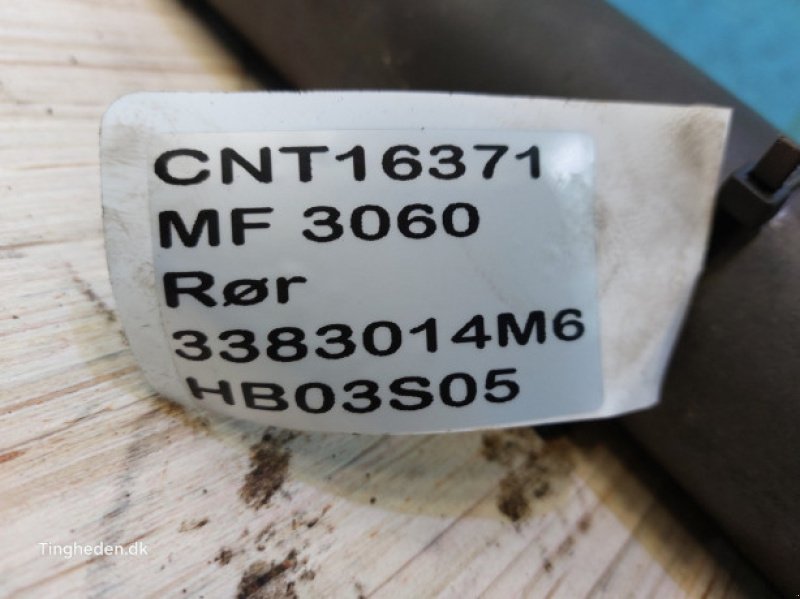 CNT16371
MF 3060
Rør
3383014M6
HB03S05
Tingheden.dk